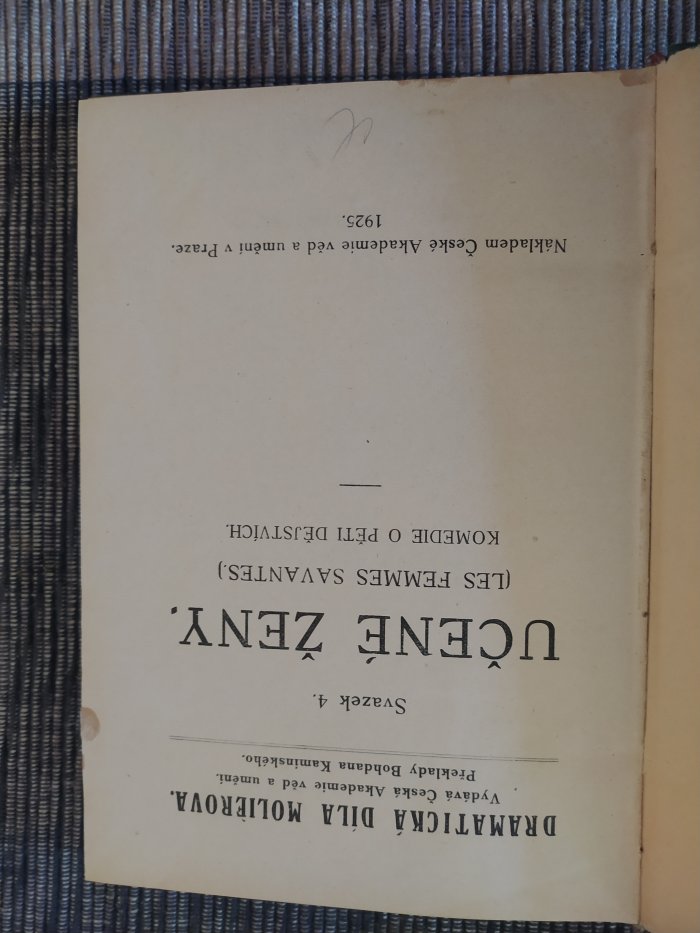 DRAMATICKÁ DÍLA MOLIÈROVA.
Vydává Česká Akademie věd a umění.
Překlady Bohdana Kaminského.
Svazek 4.
UČENÉ ŽENY.
(LES FEMMES SAVANTES.)
KOMEDIE O PĚTI DĚJSTVÍCH.
Nákladem České Akademie věd a umění v Praze.
1925.